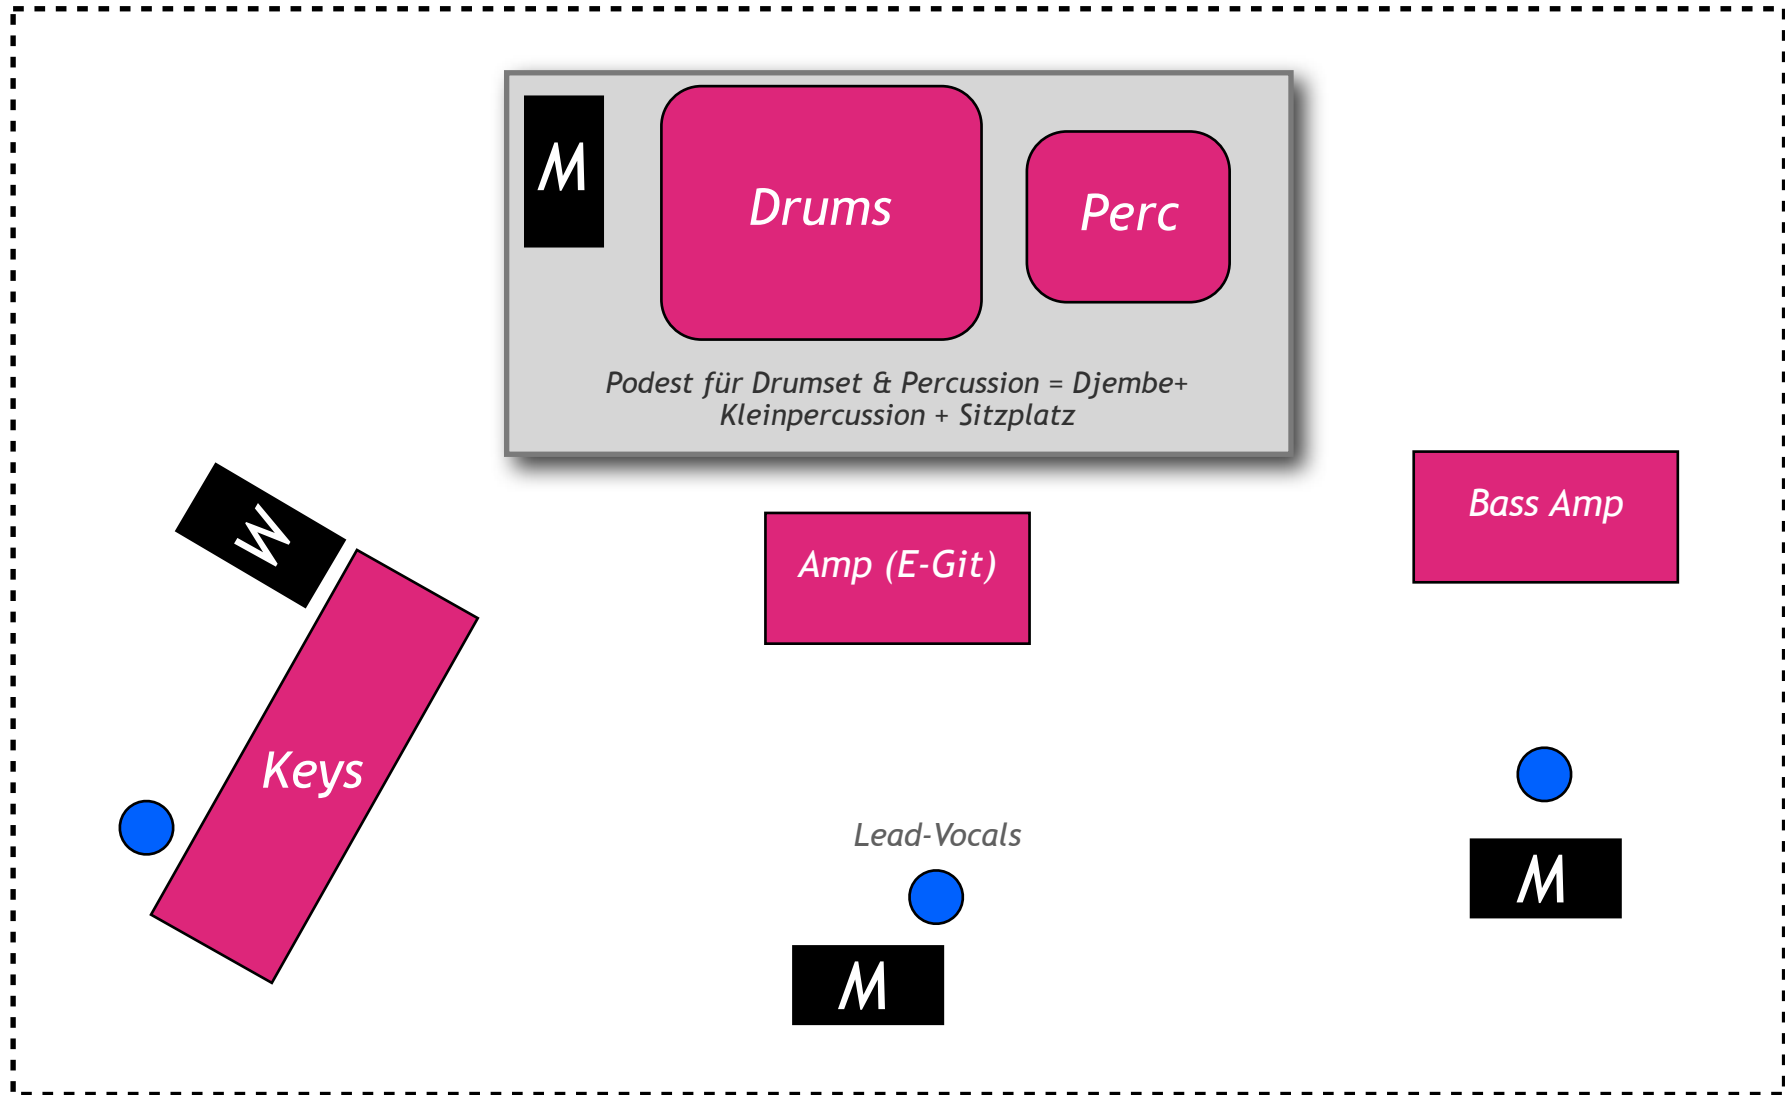 M
Drums
Perc
Podest für Drumset & Percussion = Djembe+
Kleinpercussion + Sitzplatz
Bass Amp
M
Amp (E-Git)
Keys
Lead-Vocals
M
M